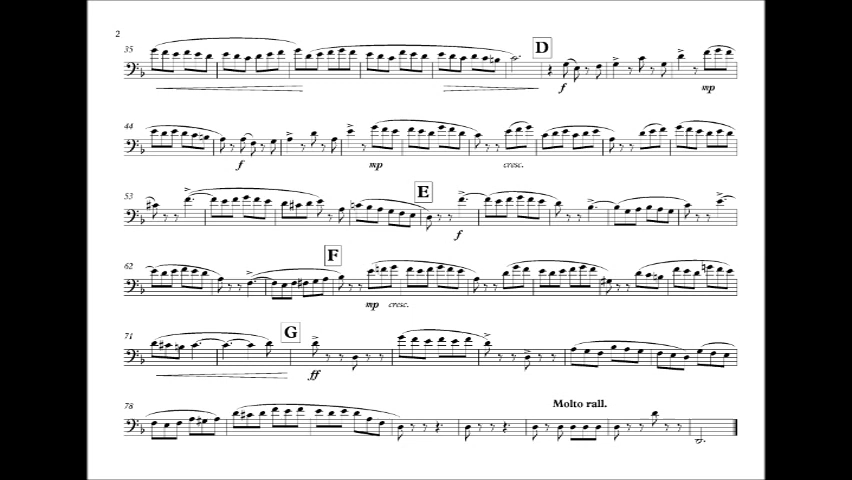 2
35
D
f
mp
44
f
mp
cresc.
53
E
f
62
F
mp cresc.
71
G
ff
78
Molto rall.